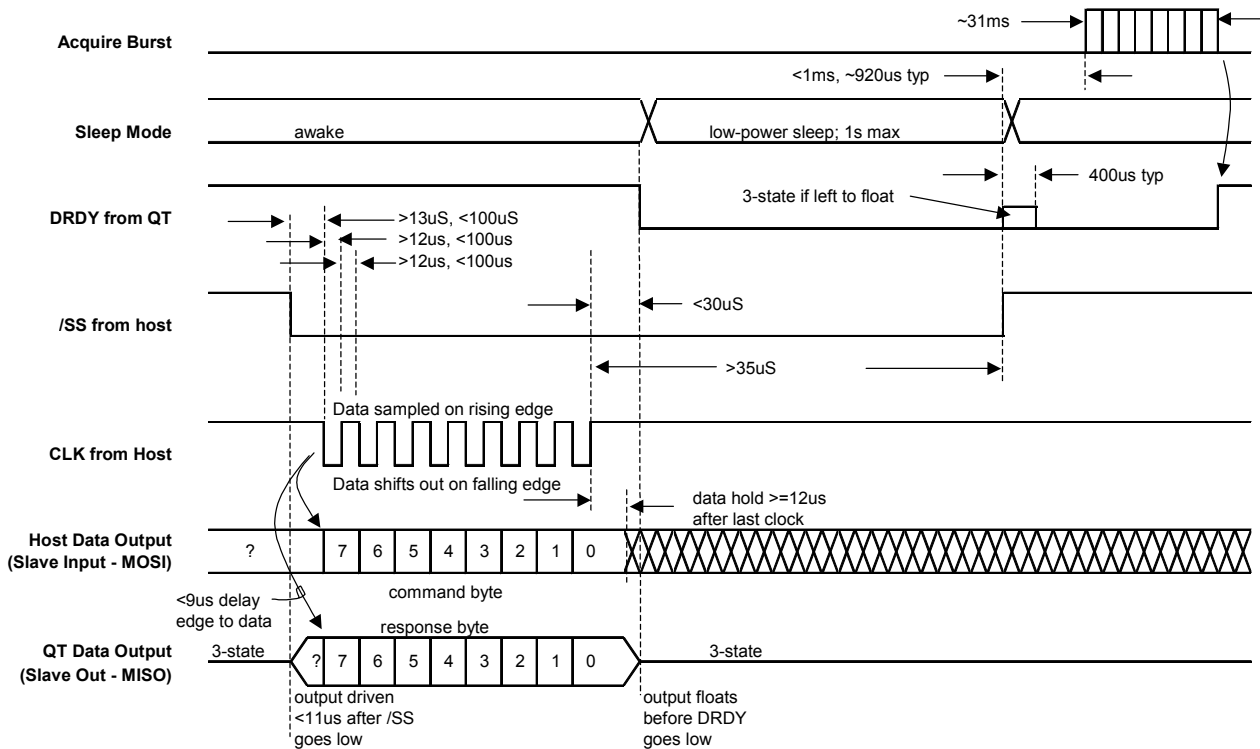 ~31ms
Acquire Burst
<1ms, ~920us typ
Sleep Mode
awake
low-power sleep; 1s max
400us typ
3-state if left to float
DRDY from QT
>13uS, <100uS
>12us, <100us
>12us, <100us
<30uS
/SS from host
>35uS
Data sampled on rising edge
CLK from Host
Data shifts out on falling edge
data hold >=12us
after last clock
Host Data Output
(Slave Input - MOSI)
? 7 6 5 4 3 2 1 0
command byte
<9us delay
edge to data
response byte
QT Data Output
(Slave Out - MISO)
3-state
? 7 6 5 4 3 2 1 0
3-state
output driven
<11us after /SS
goes low
output floats
before DRDY
goes low